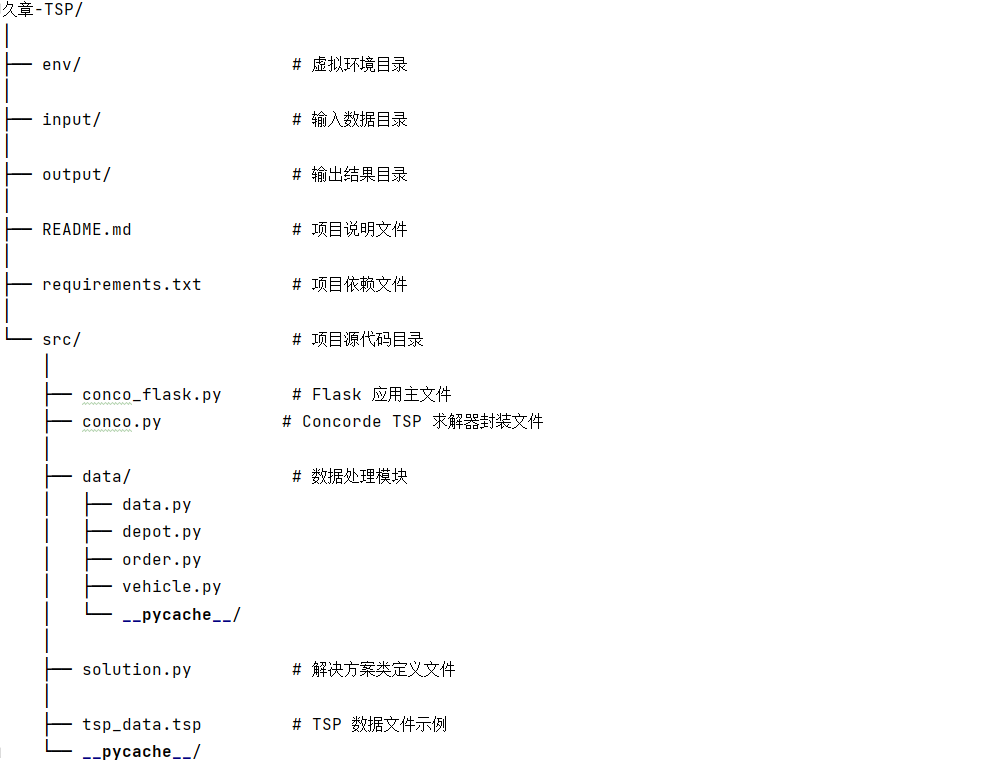 久章-TSP/
│
├── env/                      # 虚拟环境目录
│
├── input/                    # 输入数据目录
│
├── output/                   # 输出结果目录
│
├── README.md                 # 项目说明文件
│
├── requirements.txt          # 项目依赖文件
│
└── src/                      # 项目源代码目录
    │
    ├── conco_flask.py        # Flask 应用主文件
    ├── conco.py             # Concorde TSP 求解器封装文件
    │
    ├── data/                 # 数据处理模块
    │   ├── data.py
    │   ├── depot.py
    │   ├── order.py
    │   ├── vehicle.py
    │   └── __pycache__/
    │
    ├── solution.py           # 解决方案类定义文件
    │
    ├── tsp_data.tsp          # TSP 数据文件示例
    └── __pycache__/